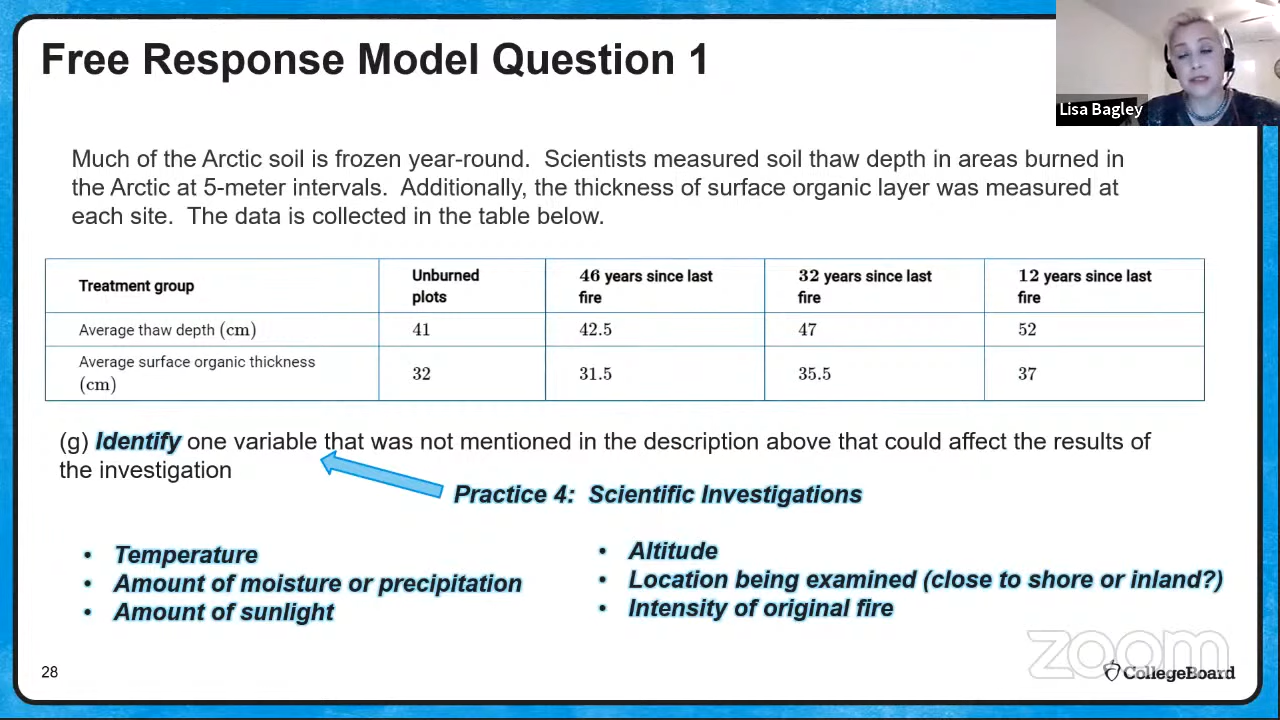 Free Response Model Question 1
Lisa Bagley
Much of the Arctic soil is frozen year-round. Scientists measured soil thaw depth in areas burned in
the Arctic at 5-meter intervals. Additionally, the thickness of surface organic layer was measured at
each site. The data is collected in the table below.
Treatment group
Unburned
plots
46 years since last
fire
32 years since last
fire
12 years since last
fire
Average thaw depth (cm)
41
42.5
47
52
Average surface organic thickness
(cm)
32
31.5
35.5
37
(g) Identify one variable that was not mentioned in the description above that could affect the results of
the investigation
Practice 4: Scientific Investigations
• Temperature
• Amount of moisture or precipitation
• Amount of sunlight
• Altitude
• Location being examined (close to shore or inland?)
• Intensity of original fire
zoom
28
CollegeBoard